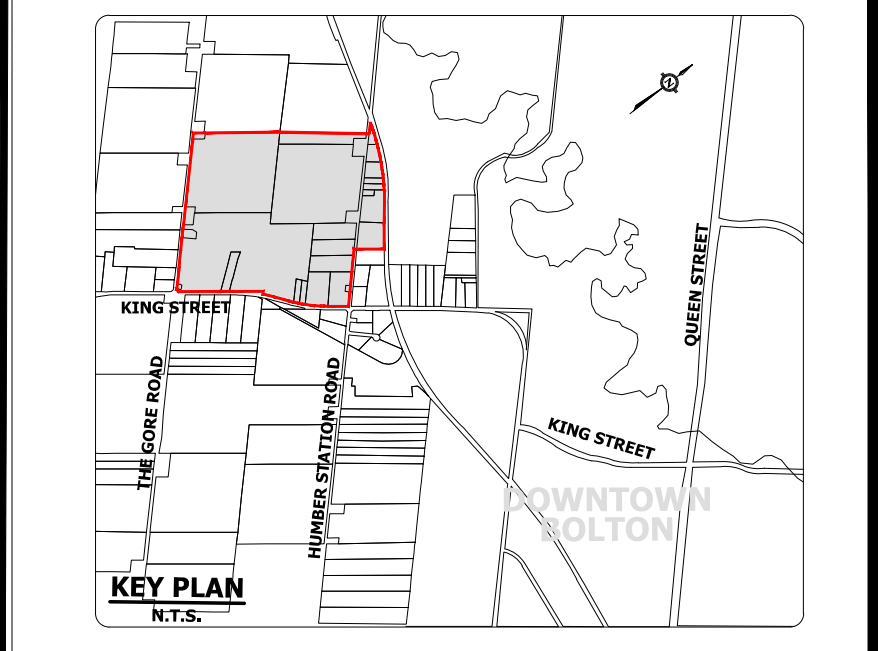 N
QUEEN STREET
KING STREET
THE GORE ROAD
HUMBER STATION ROAD
KING STREET
DOWNTOWN
BOLTON
KEY PLAN
N.T.S.